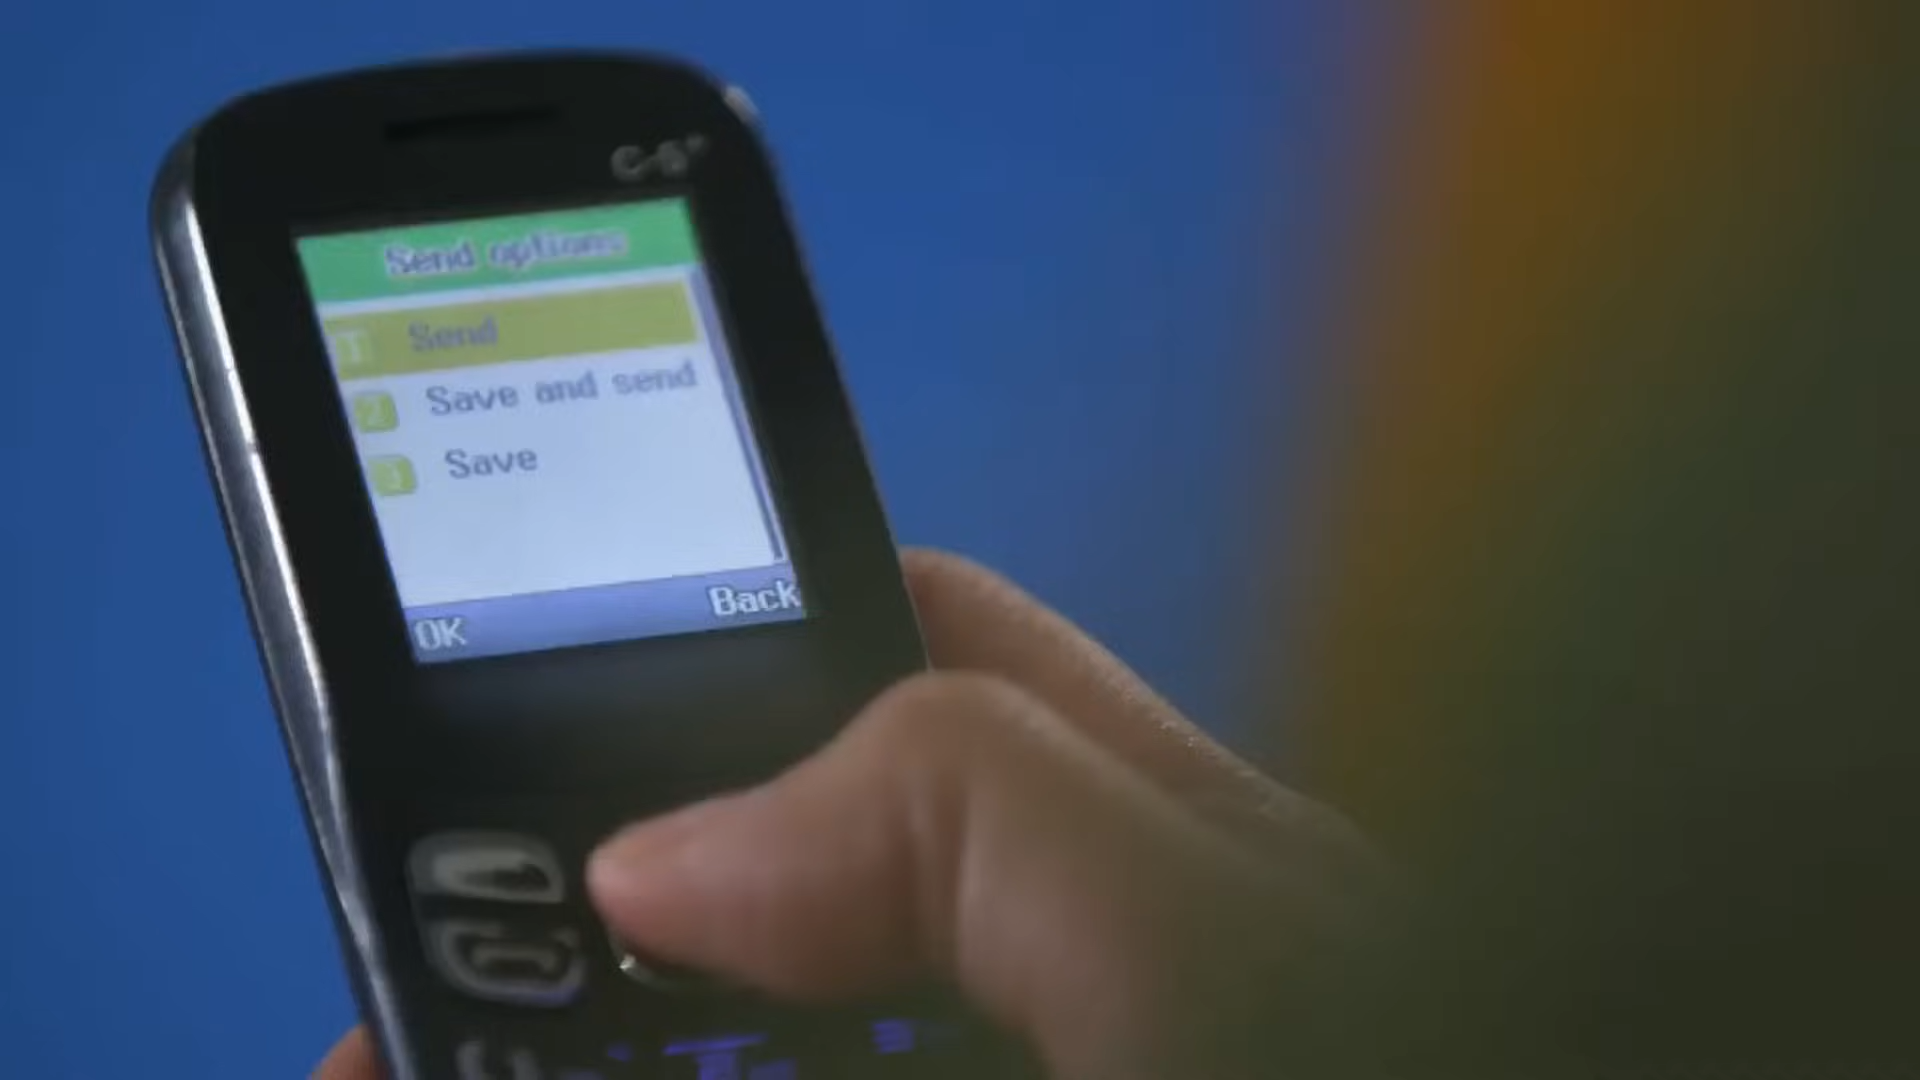 Send options
1 Send
2 Save and send
3 Save
OK Back